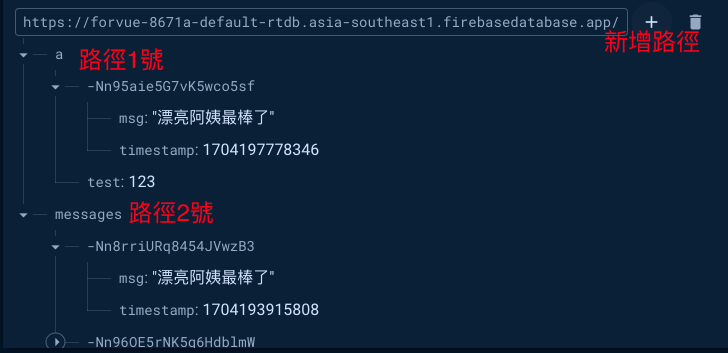 https://forvue-8671a-default-rtdb.asia-southeast1.firebasedatabase.app/
新增路徑
a 路徑1號
-Nn95aie5G7vK5wco5sf
msg: "漂亮阿姨最棒了"
timestamp: 1704197778346
test: 123
messages 路徑2號
-Nn8rriURq8454JVwzB3
msg: "漂亮阿姨最棒了"
timestamp: 1704193915808
-Nn96OE5rNK5q6HdblmW